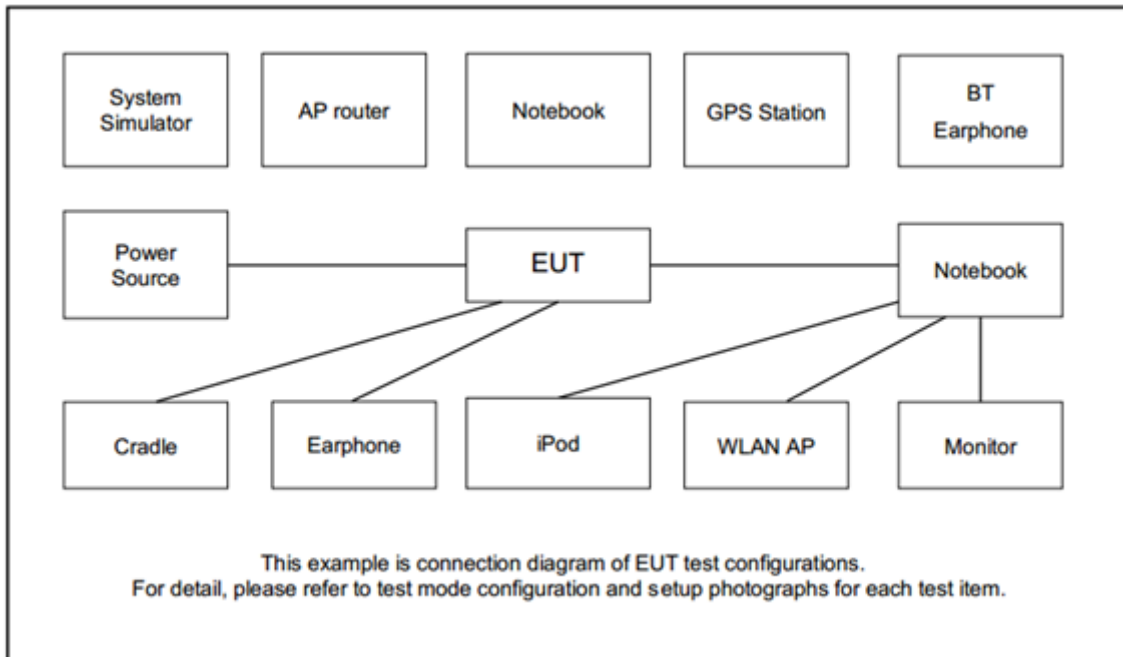 System
Simulator
AP router
Notebook
GPS Station
BT
Earphone
Power
Source
EUT
Notebook
Cradle
Earphone
iPod
WLAN AP
Monitor
This example is connection diagram of EUT test configurations.
For detail, please refer to test mode configuration and setup photographs for each test item.